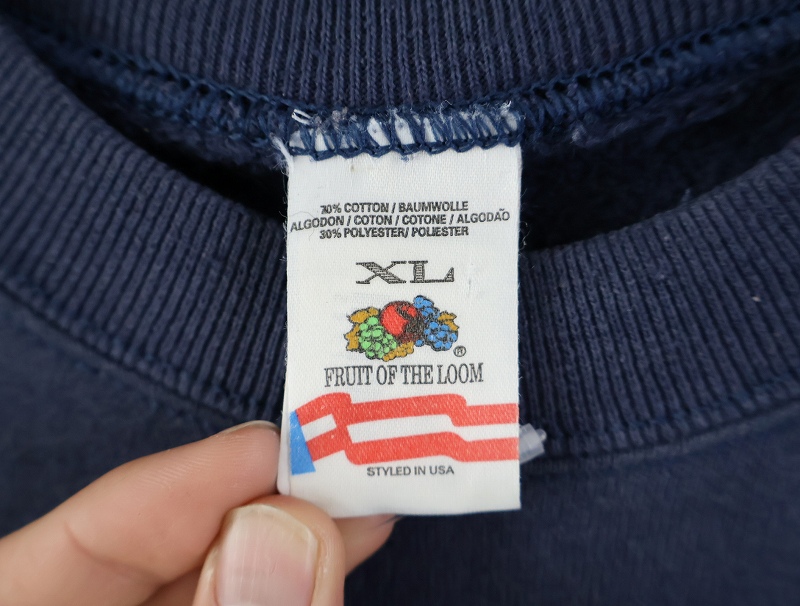 70% COTTON / BAUMWOLLE
ALGODON / COTON / COTONE / ALGODÃO
30% POLYESTER/ POLIESTER
XL
®
FRUIT OF THE LOOM
STYLED IN USA